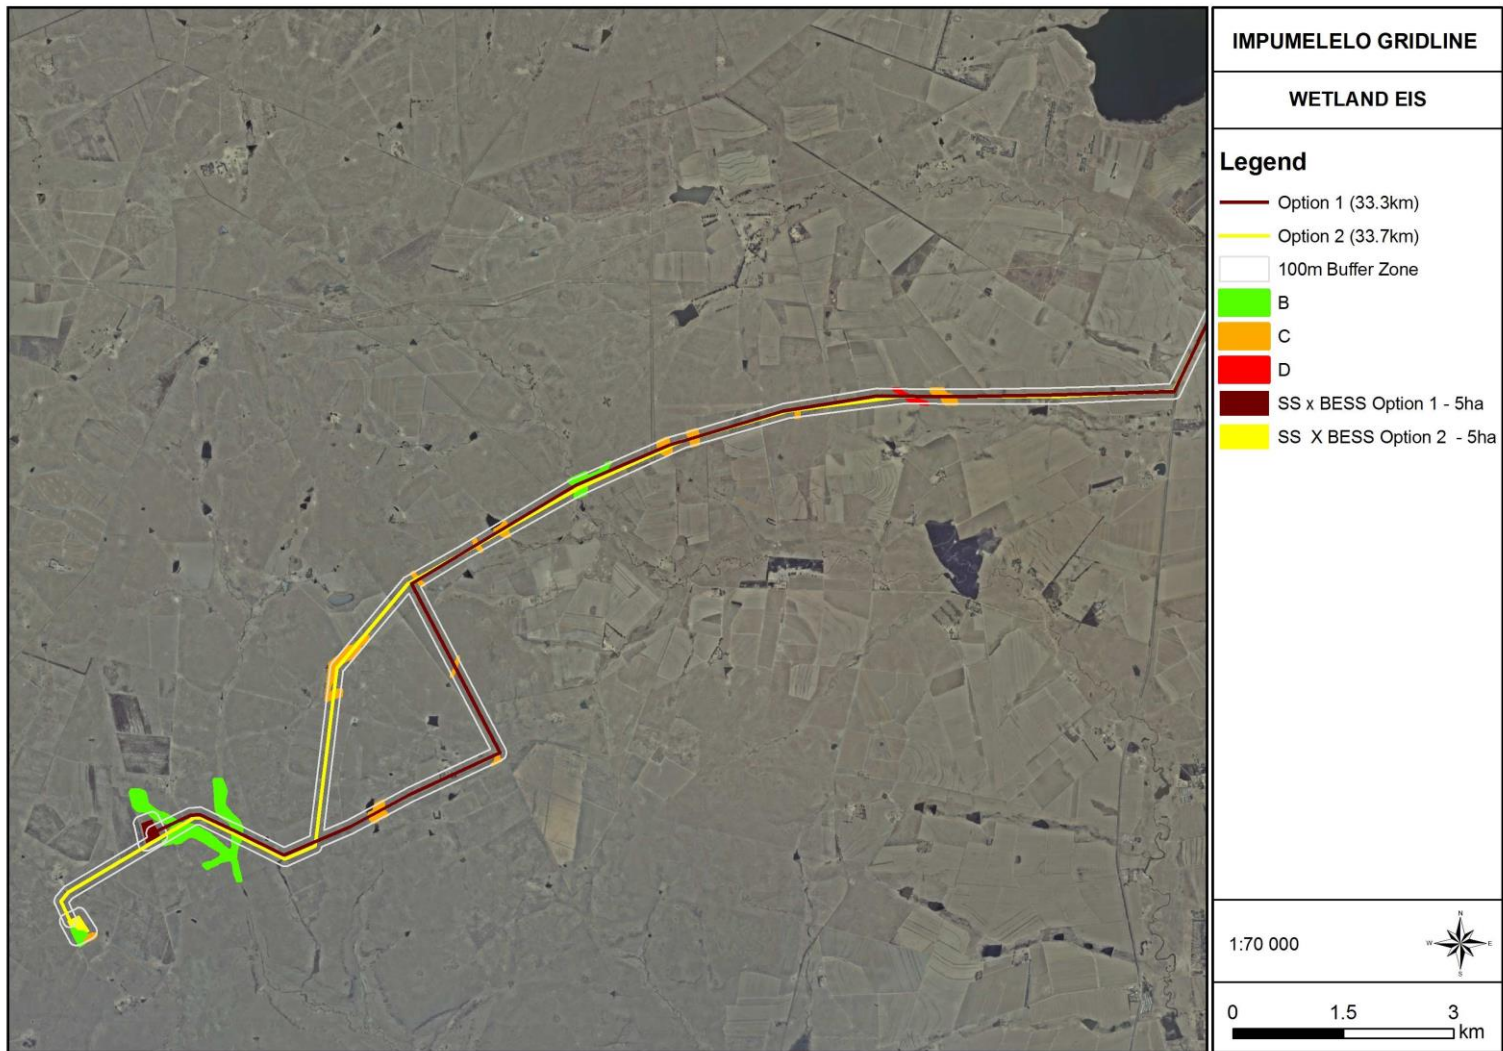 IMPUMELELO GRIDLINE
WETLAND EIS
Legend
Option 1 (33.3km)
Option 2 (33.7km)
100m Buffer Zone
B
C
D
SS x BESS Option 1 - 5ha
SS X BESS Option 2 - 5ha
1:70 000
N
W E
S
0 1.5 3
km